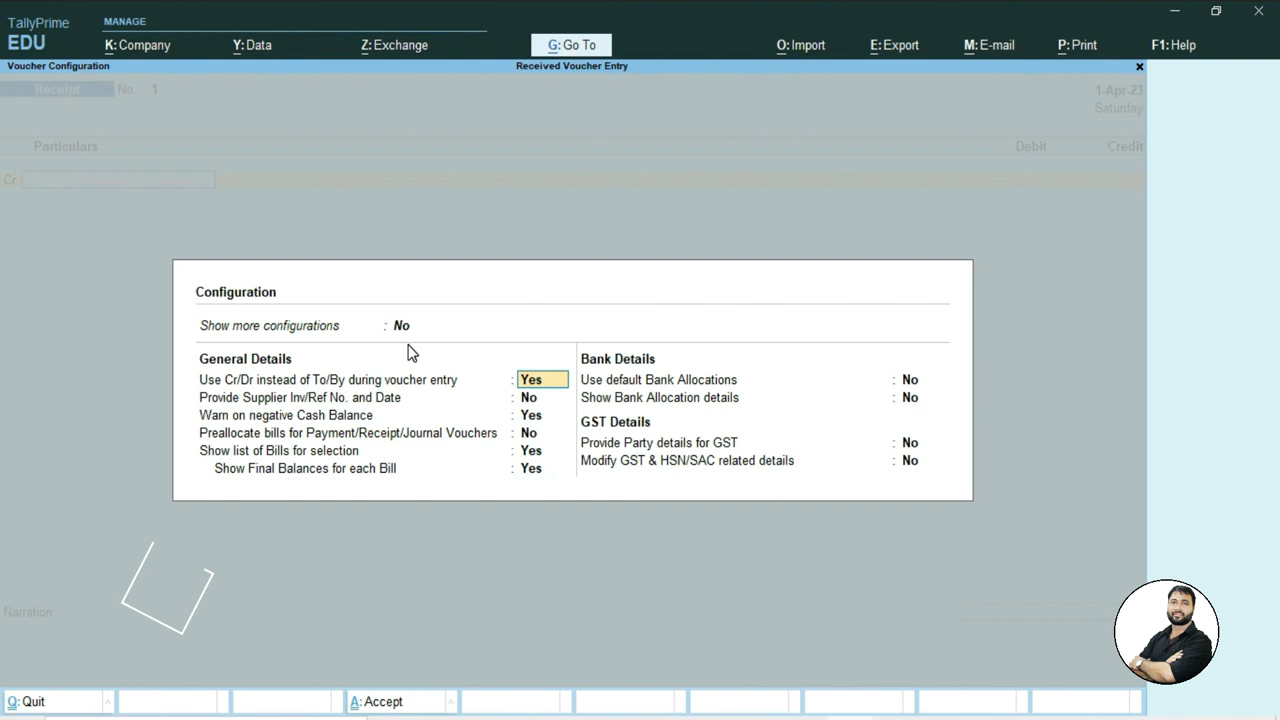 TallyPrime
EDU
MANAGE
K:Company
Y:Data
Z:Exchange
G:Go To
O:Import
E:Export
M:E-mail
P:Print
F1:Help
Voucher Configuration
Received Voucher Entry
Receipt No. 1
1-Apr-23
Saturday
Particulars Debit Credit
Cr
Configuration
Show more configurations : No
General Details
Use Cr/Dr instead of To/By during voucher entry : Yes
Provide Supplier Inv/Ref No. and Date : No
Warn on negative Cash Balance : Yes
Preallocate bills for Payment/Receipt/Journal Vouchers : No
Show list of Bills for selection : Yes
Show Final Balances for each Bill : Yes
Bank Details
Use default Bank Allocations : No
Show Bank Allocation details : No
GST Details
Provide Party details for GST : No
Modify GST & HSN/SAC related details : No
Narration:
Q:Quit
A:Accept